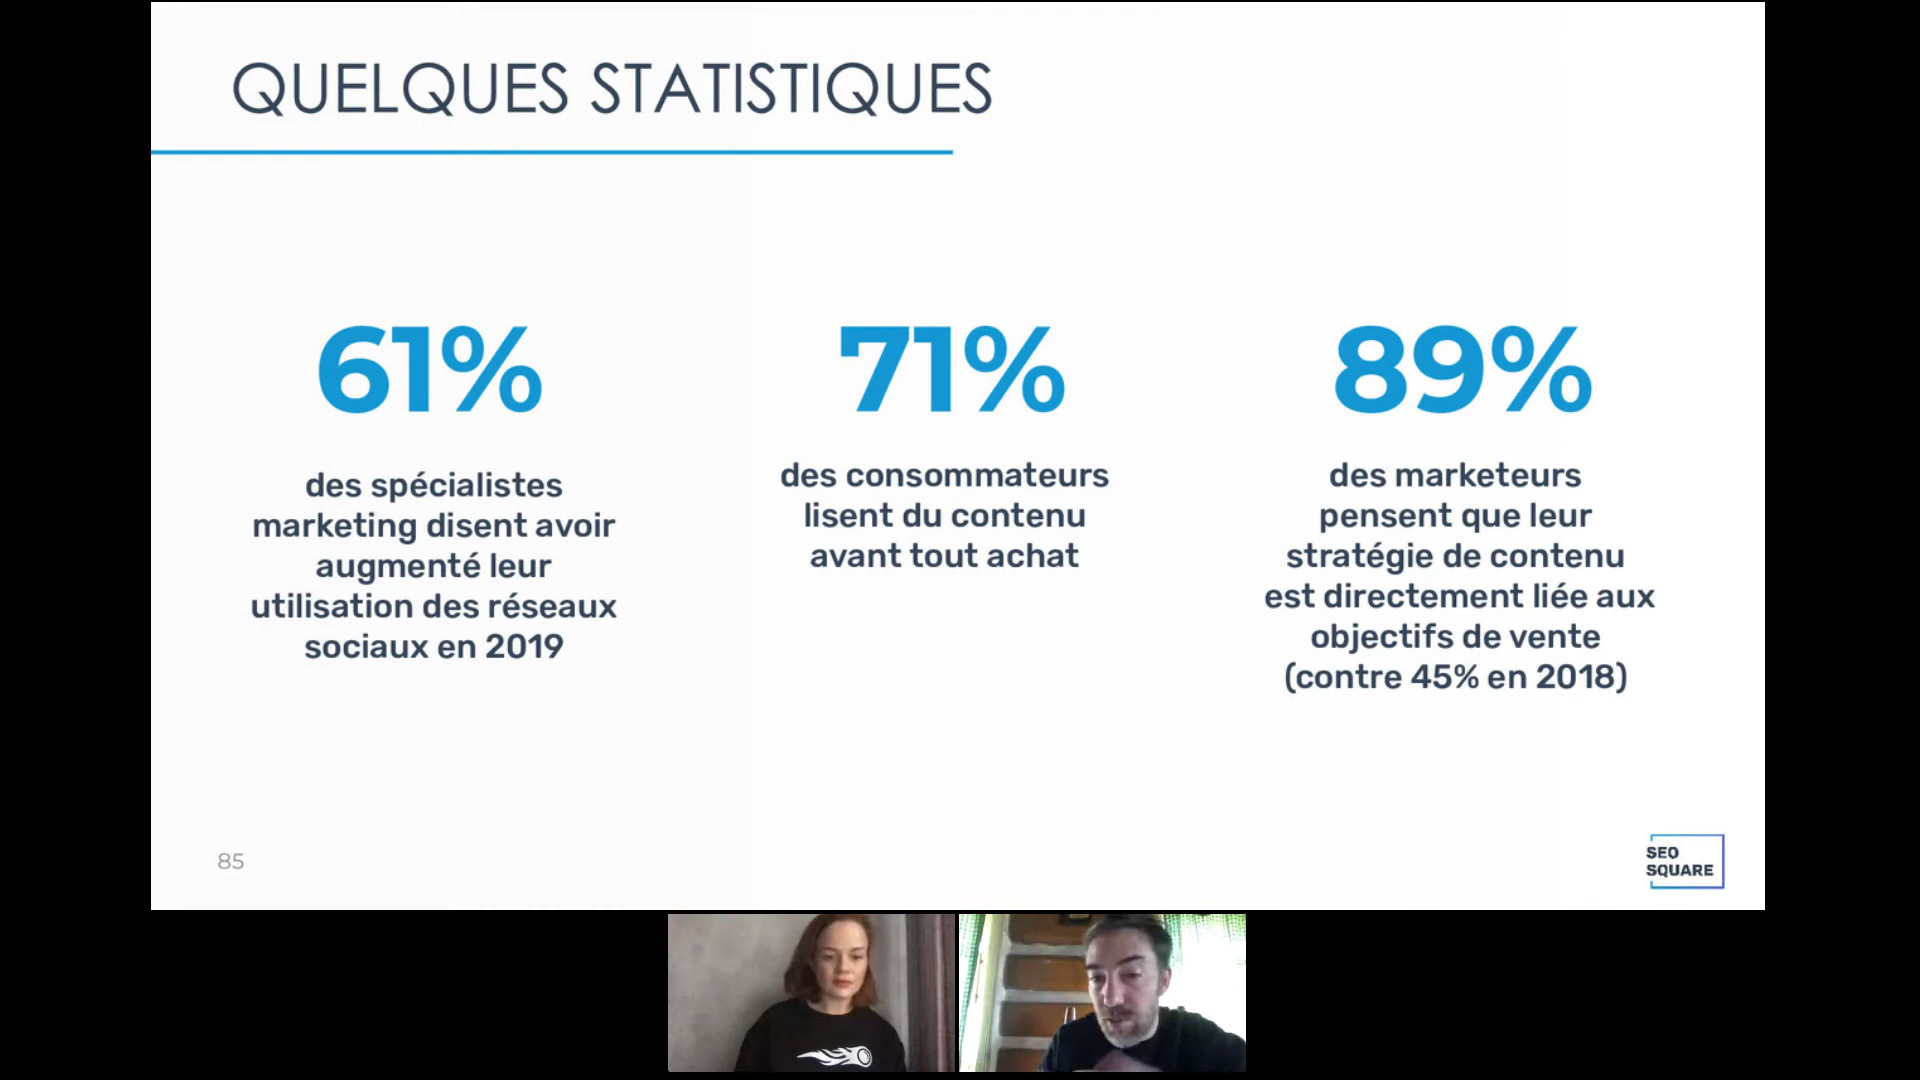 QUELQUES STATISTIQUES
61%
des spécialistes
marketing disent avoir
augmenté leur
utilisation des réseaux
sociaux en 2019
71%
des consommateurs
lisent du contenu
avant tout achat
89%
des marketeurs
pensent que leur
stratégie de contenu
est directement liée aux
objectifs de vente
(contre 45% en 2018)
85
SEO
SQUARE